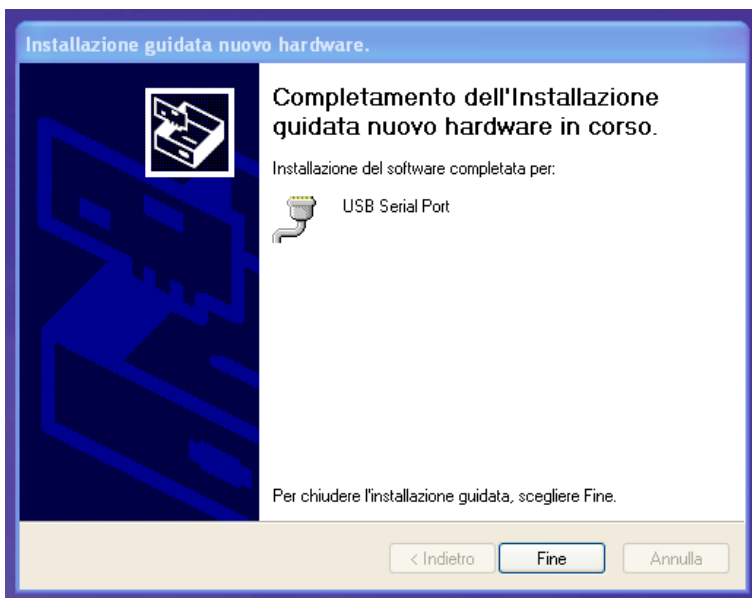 Installazione guidata nuovo hardware.
Completamento dell'Installazione
guidata nuovo hardware in corso.
Installazione del software completata per:
USB Serial Port
Per chiudere l'installazione guidata, scegliere Fine.
< Indietro
Fine
Annulla